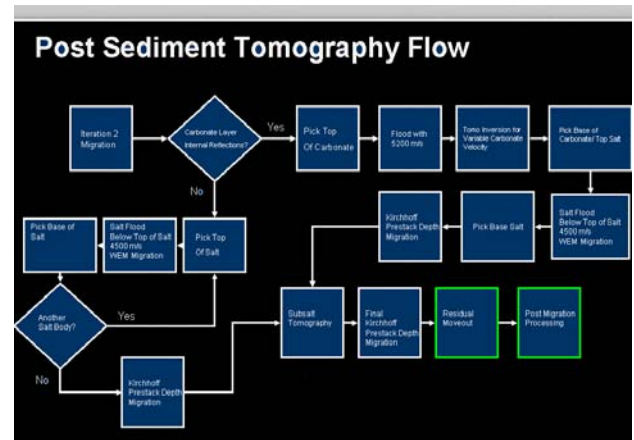 Post Sediment Tomography Flow
Iteration 2
Migration
Carbonate Layer
Internal Reflections?
Yes
Pick Top
Of Carbonate
Flood with
5200 m/s
Tomo Inversion for
Variable Carbonate
Velocity
Pick Base of
Carbonate/Top Salt
No
Pick Base of
Salt
Salt Flood
Below Top of Salt
4500 m/s
WEM Migration
Pick Top
Of Salt
Kirchhoff
Prestack Depth
Migration
Pick Base Salt
Salt Flood
Below Top of Salt
4500 m/s
WEM Migration
Another
Salt Body?
Yes
Subsalt
Tomography
Final
Kirchhoff
Prestack Depth
Migration
Residual
Moveout
Post Migration
Processing
No
Kirchhoff
Prestack Depth
Migration